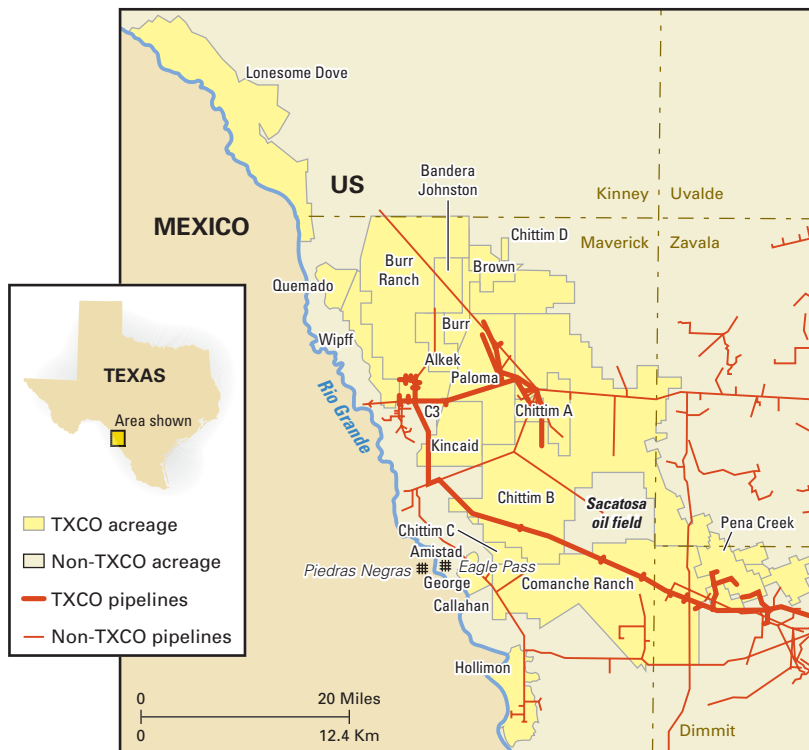 Lonesome Dove
US
Bandera
Johnston
Kinney
Uvalde
MEXICO
Chittim D
Maverick
Zavala
Burr
Ranch
Brown
Quemado
Burr
Wipff
Alkek
Paloma
Rio Grande
C3
Chittim A
Kincaid
Chittim B
Sacatosa
oil field
Pena Creek
Chittim C
Amistad
Piedras Negras
Eagle Pass
George
Comanche Ranch
Callahan
Hollimon
Dimmit
TEXAS
Area shown
TXCO acreage
Non-TXCO acreage
TXCO pipelines
Non-TXCO pipelines
0 20 Miles
0 12.4 Km